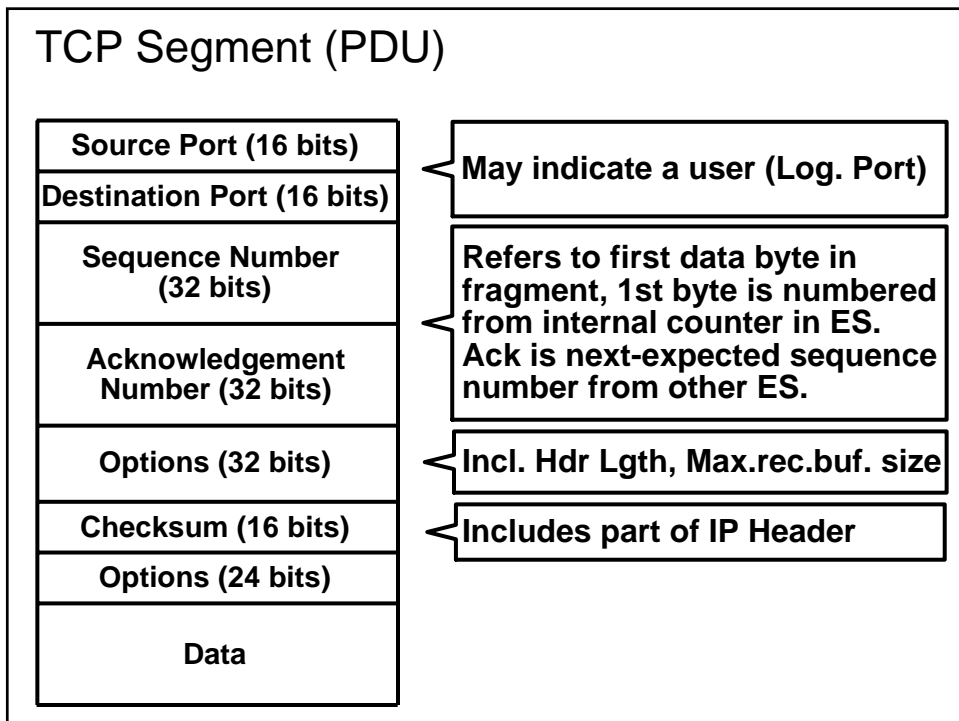 TCP Segment (PDU)
Source Port (16 bits)
Destination Port (16 bits)
May indicate a user (Log. Port)
Sequence Number
(32 bits)
Acknowledgement
Number (32 bits)
Refers to first data byte in
fragment, 1st byte is numbered
from internal counter in ES.
Ack is next-expected sequence
number from other ES.
Options (32 bits)
Incl. Hdr Lgth, Max.rec.buf. size
Checksum (16 bits)
Includes part of IP Header
Options (24 bits)
Data